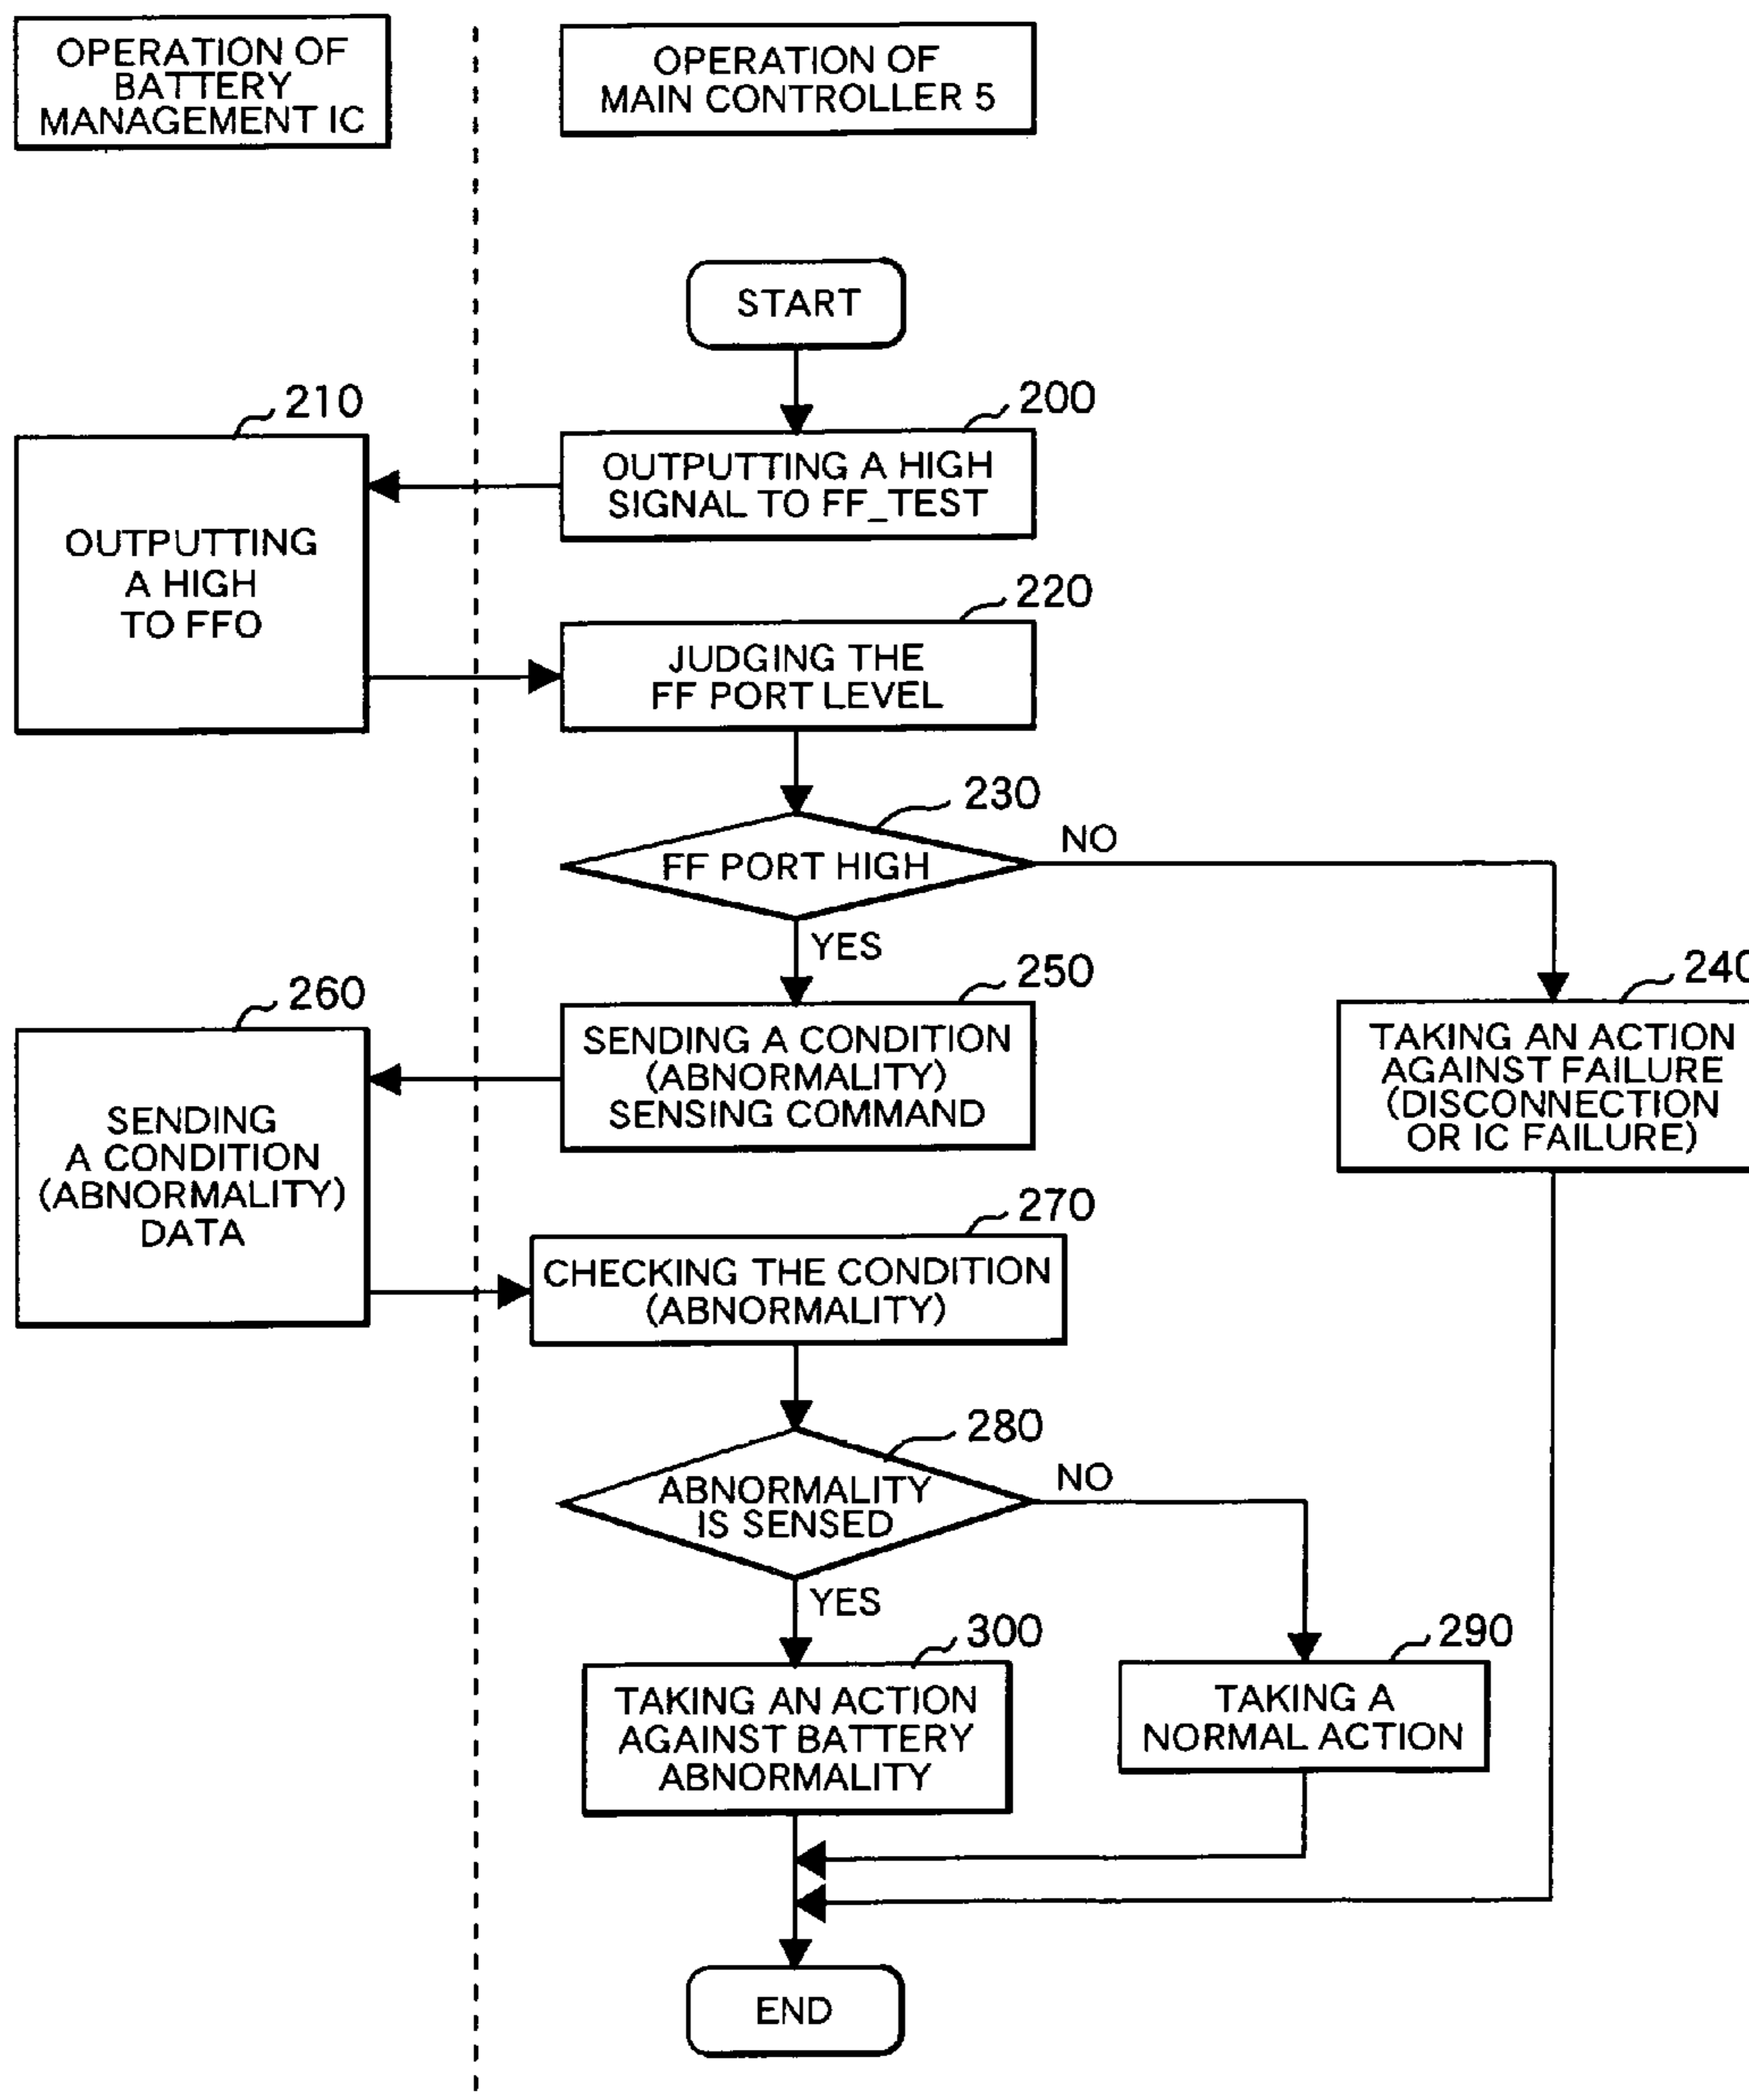 OPERATION OF
BATTERY
MANAGEMENT IC
OPERATION OF
MAIN CONTROLLER 5
START
200
OUTPUTTING A HIGH
SIGNAL TO FF_TEST
210
OUTPUTTING
A HIGH
TO FFO
220
JUDGING THE
FF PORT LEVEL
230
FF PORT HIGH
NO
YES
240
TAKING AN ACTION
AGAINST FAILURE
(DISCONNECTION
OR IC FAILURE)
250
SENDING A CONDITION
(ABNORMALITY)
SENSING COMMAND
260
SENDING
A CONDITION
(ABNORMALITY)
DATA
270
CHECKING THE CONDITION
(ABNORMALITY)
280
ABNORMALITY
IS SENSED
NO
YES
290
TAKING A
NORMAL ACTION
300
TAKING AN ACTION
AGAINST BATTERY
ABNORMALITY
END